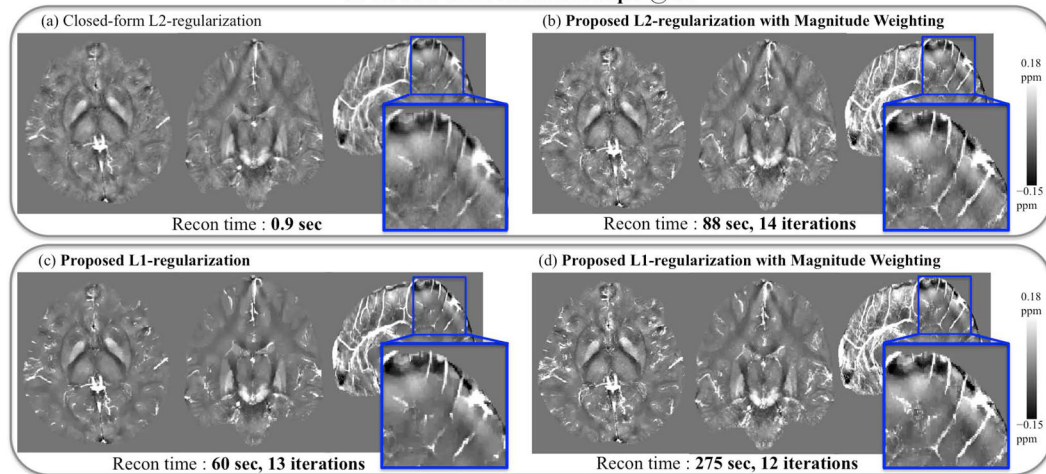 (a) Closed-form L2-regularization
(b) Proposed L2-regularization with Magnitude Weighting
0.18
ppm
−0.15
ppm
Recon time : 0.9 sec
Recon time : 88 sec, 14 iterations
(c) Proposed L1-regularization
(d) Proposed L1-regularization with Magnitude Weighting
0.18
ppm
−0.15
ppm
Recon time : 60 sec, 13 iterations
Recon time : 275 sec, 12 iterations